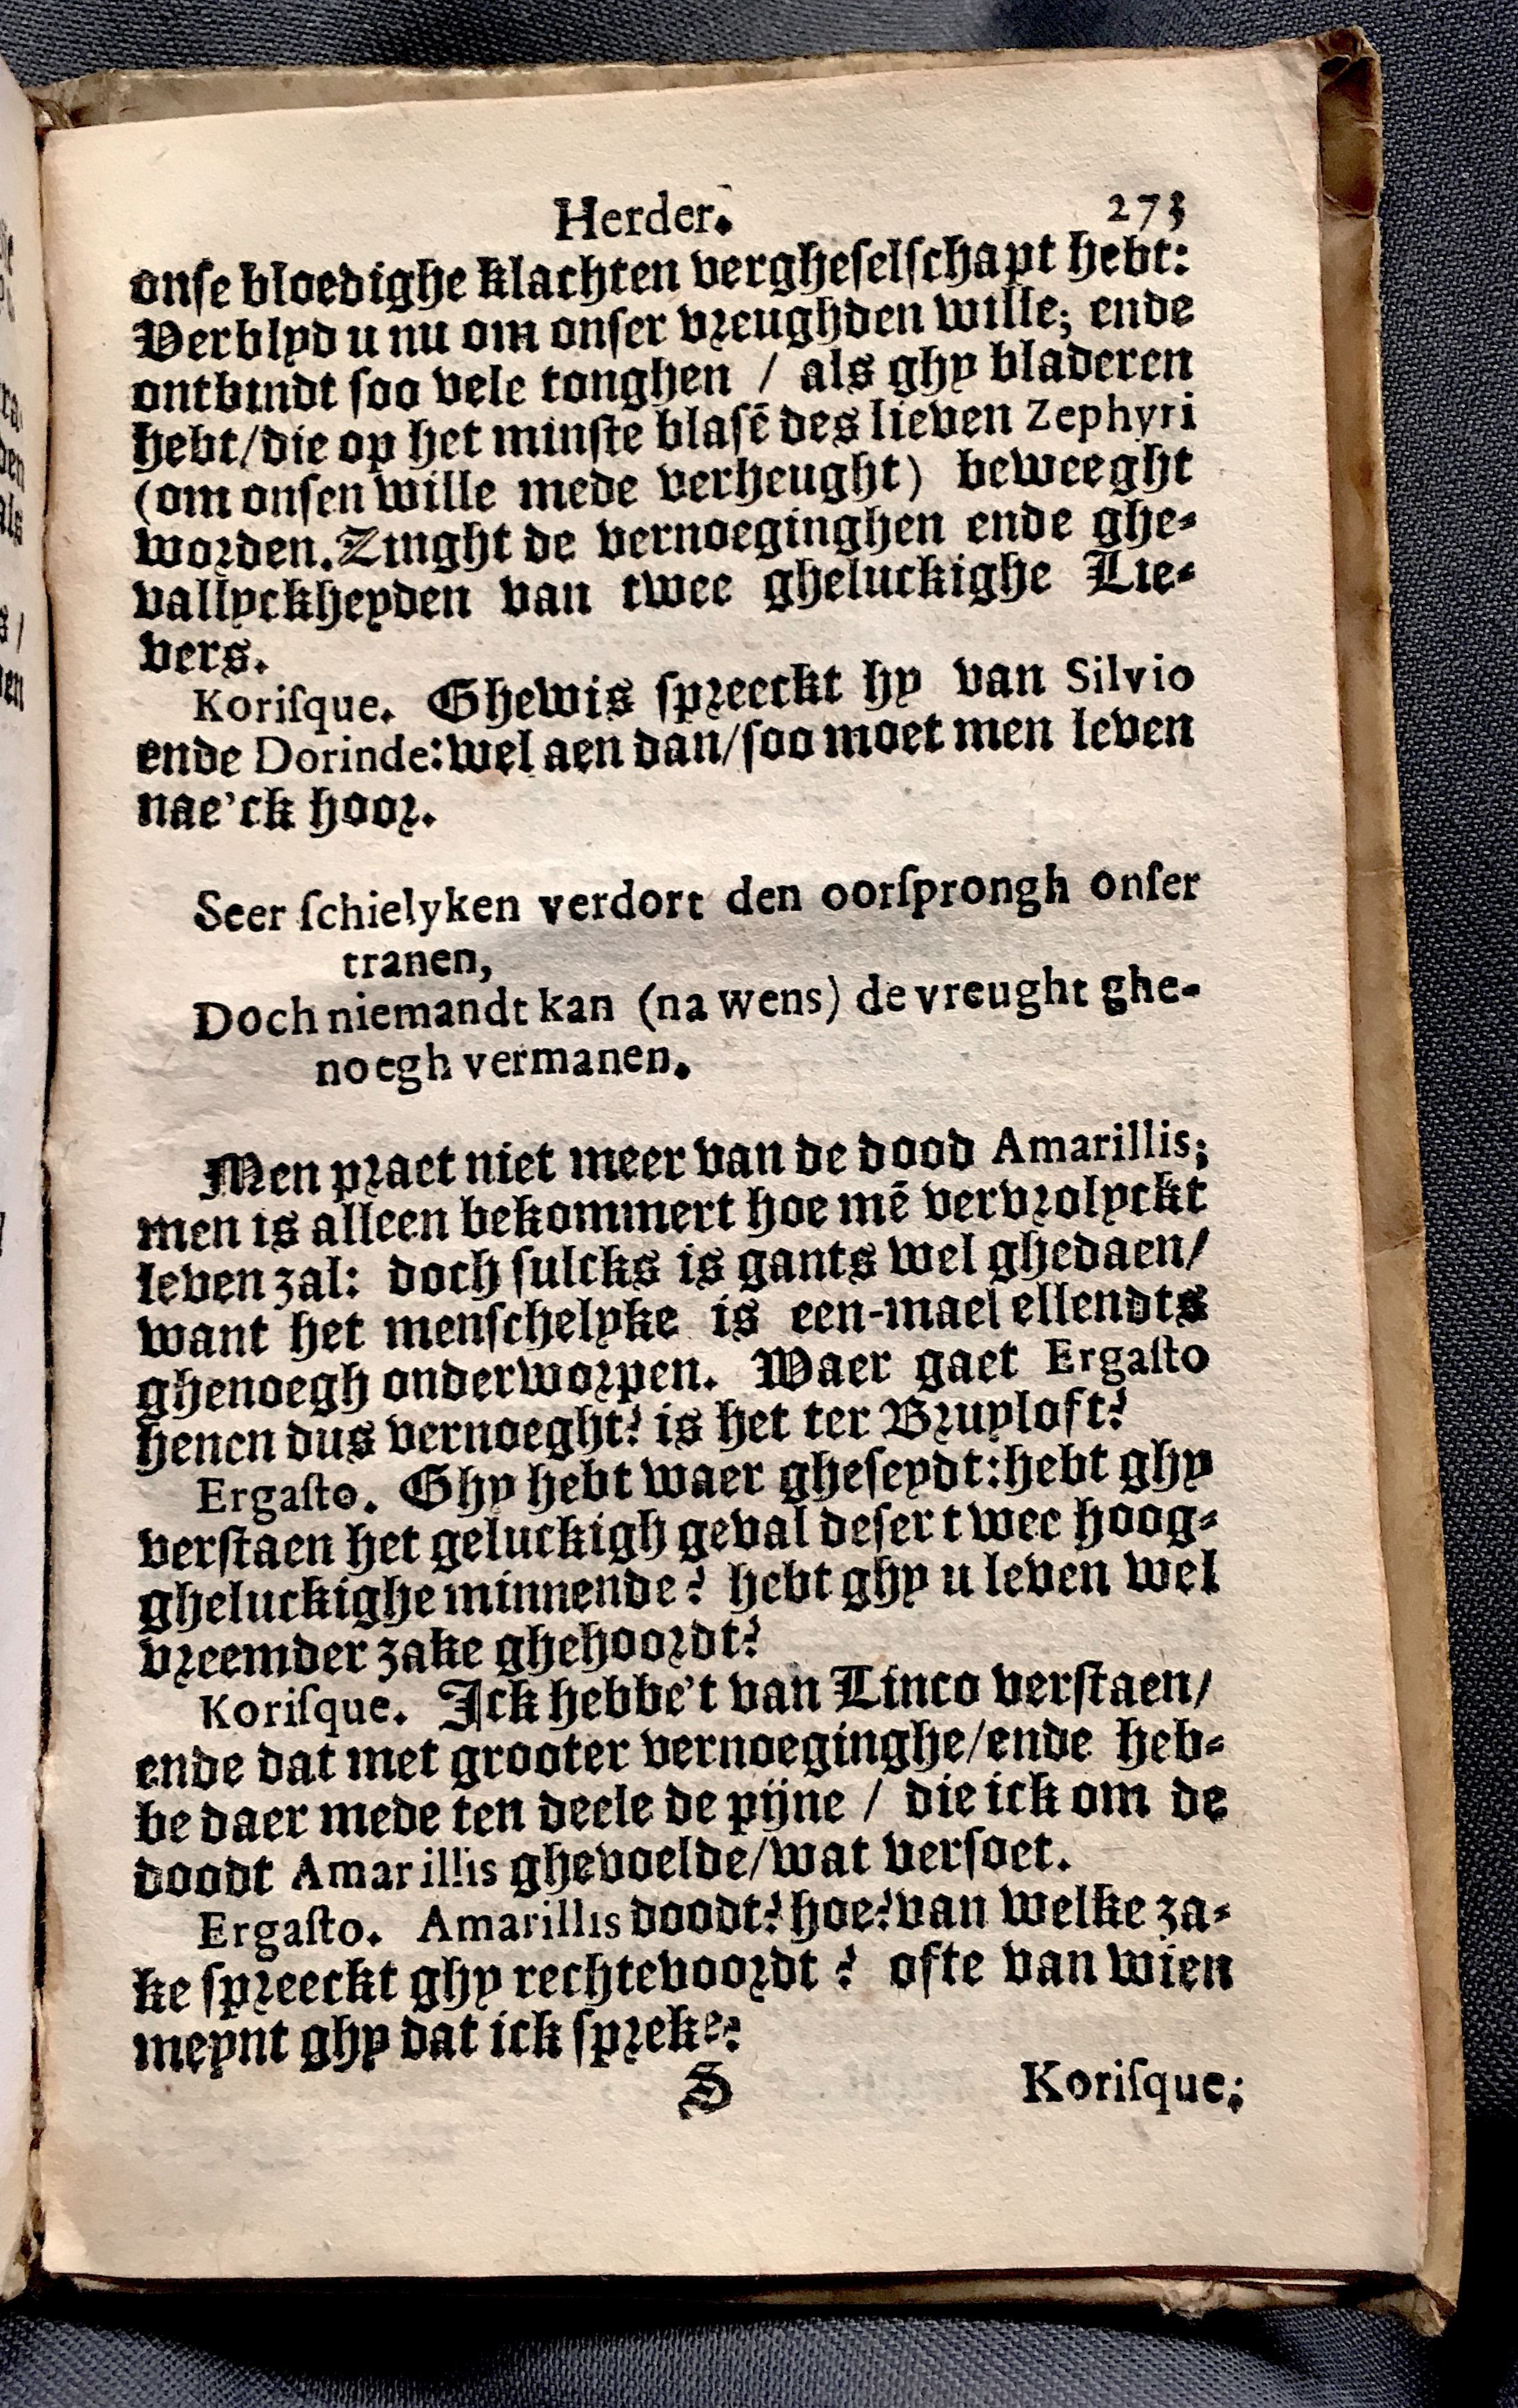 Herder. 273
onſe bloedighe klachten vergheſelſchapt hebt:
Verblyd u nu om onſer vreughden wille; ende
ontbindt ſoo vele tonghen / als ghy bladeren
hebt/die op het minſte blaſē des lieven Zephyri
(om onſen wille mede verheught) beweeght
worden. Zinght de vernoeginghen ende ghe-
vallyckheyden van twee gheluckighe Lie-
vers.
Koriſque. Ghewis ſpreeckt hy van Silvio
ende Dorinde: wel aen dan/ſoo moet men leven
nae'ck hoor.
Seer ſchielyken verdort den oorſprongh onſer
tranen,
Doch niemandt kan (na wens) de vreught ghe-
noegh vermanen.
Men praet niet meer van de dood Amarillis;
men is alleen bekommert hoe mē vervrolyckt
leven zal: doch ſulcks is gants wel ghedaen/
want het menſchelyke is een-mael ellendts
ghenoegh onderworpen. Waer gaet Ergaſto
henen dus vernoeght? is het ter Bruyloft?
Ergaſto. Ghy hebt waer gheſeydt: hebt ghy
verſtaen het geluckigh geval deſer twee hoog-
gheluckighe minnende? hebt ghy u leven wel
vreemder zake ghehoordt?
Koriſque. Ick hebbe't van Linco verſtaen/
ende dat met grooter vernoeginghe/ende heb-
be daer mede ten deele de pijne / die ick om de
doodt Amarillis ghevoelde/wat verſoet.
Ergaſto. Amarillis doodt? hoe? van welke za-
ke ſpreeckt ghy rechtevoordt? ofte van wien
meynt ghy dat ick ſpreke?
S Koriſque;